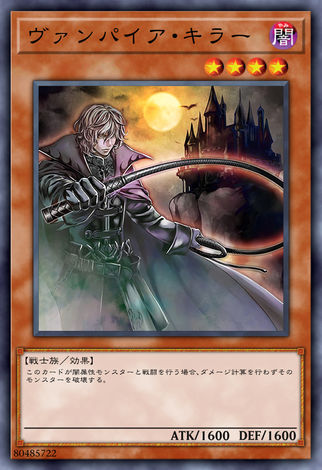 ヴァンパイア・キラー
やみ
闇
【戦士族／効果】
このカードが闇属性モンスターと戦闘を行う場合、ダメージ計算を行わずその
モンスターを破壊する。
ATK/1600 DEF/1600
80485722